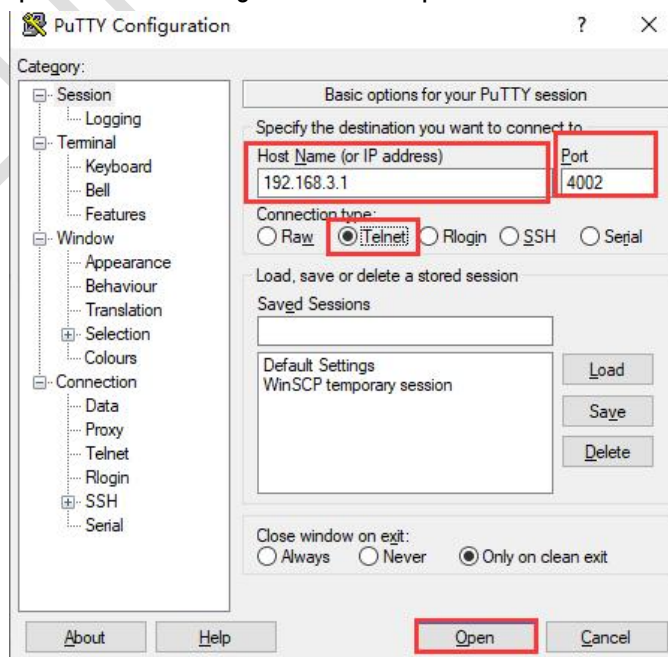 PuTTY Configuration ? ×
Category:
Session
Logging
Terminal
Keyboard
Bell
Features
Window
Appearance
Behaviour
Translation
Selection
Colours
Connection
Data
Proxy
Telnet
Rlogin
SSH
Serial
Basic options for your PuTTY session
Specify the destination you want to connect to
Host Name (or IP address) Port
192.168.3.1 4002
Connection type:
Raw Telnet Rlogin SSH Serial
Load, save or delete a stored session
Saved Sessions
Default Settings
WinSCP temporary session
Load
Save
Delete
Close window on exit:
Always Never Only on clean exit
About Help Open Cancel